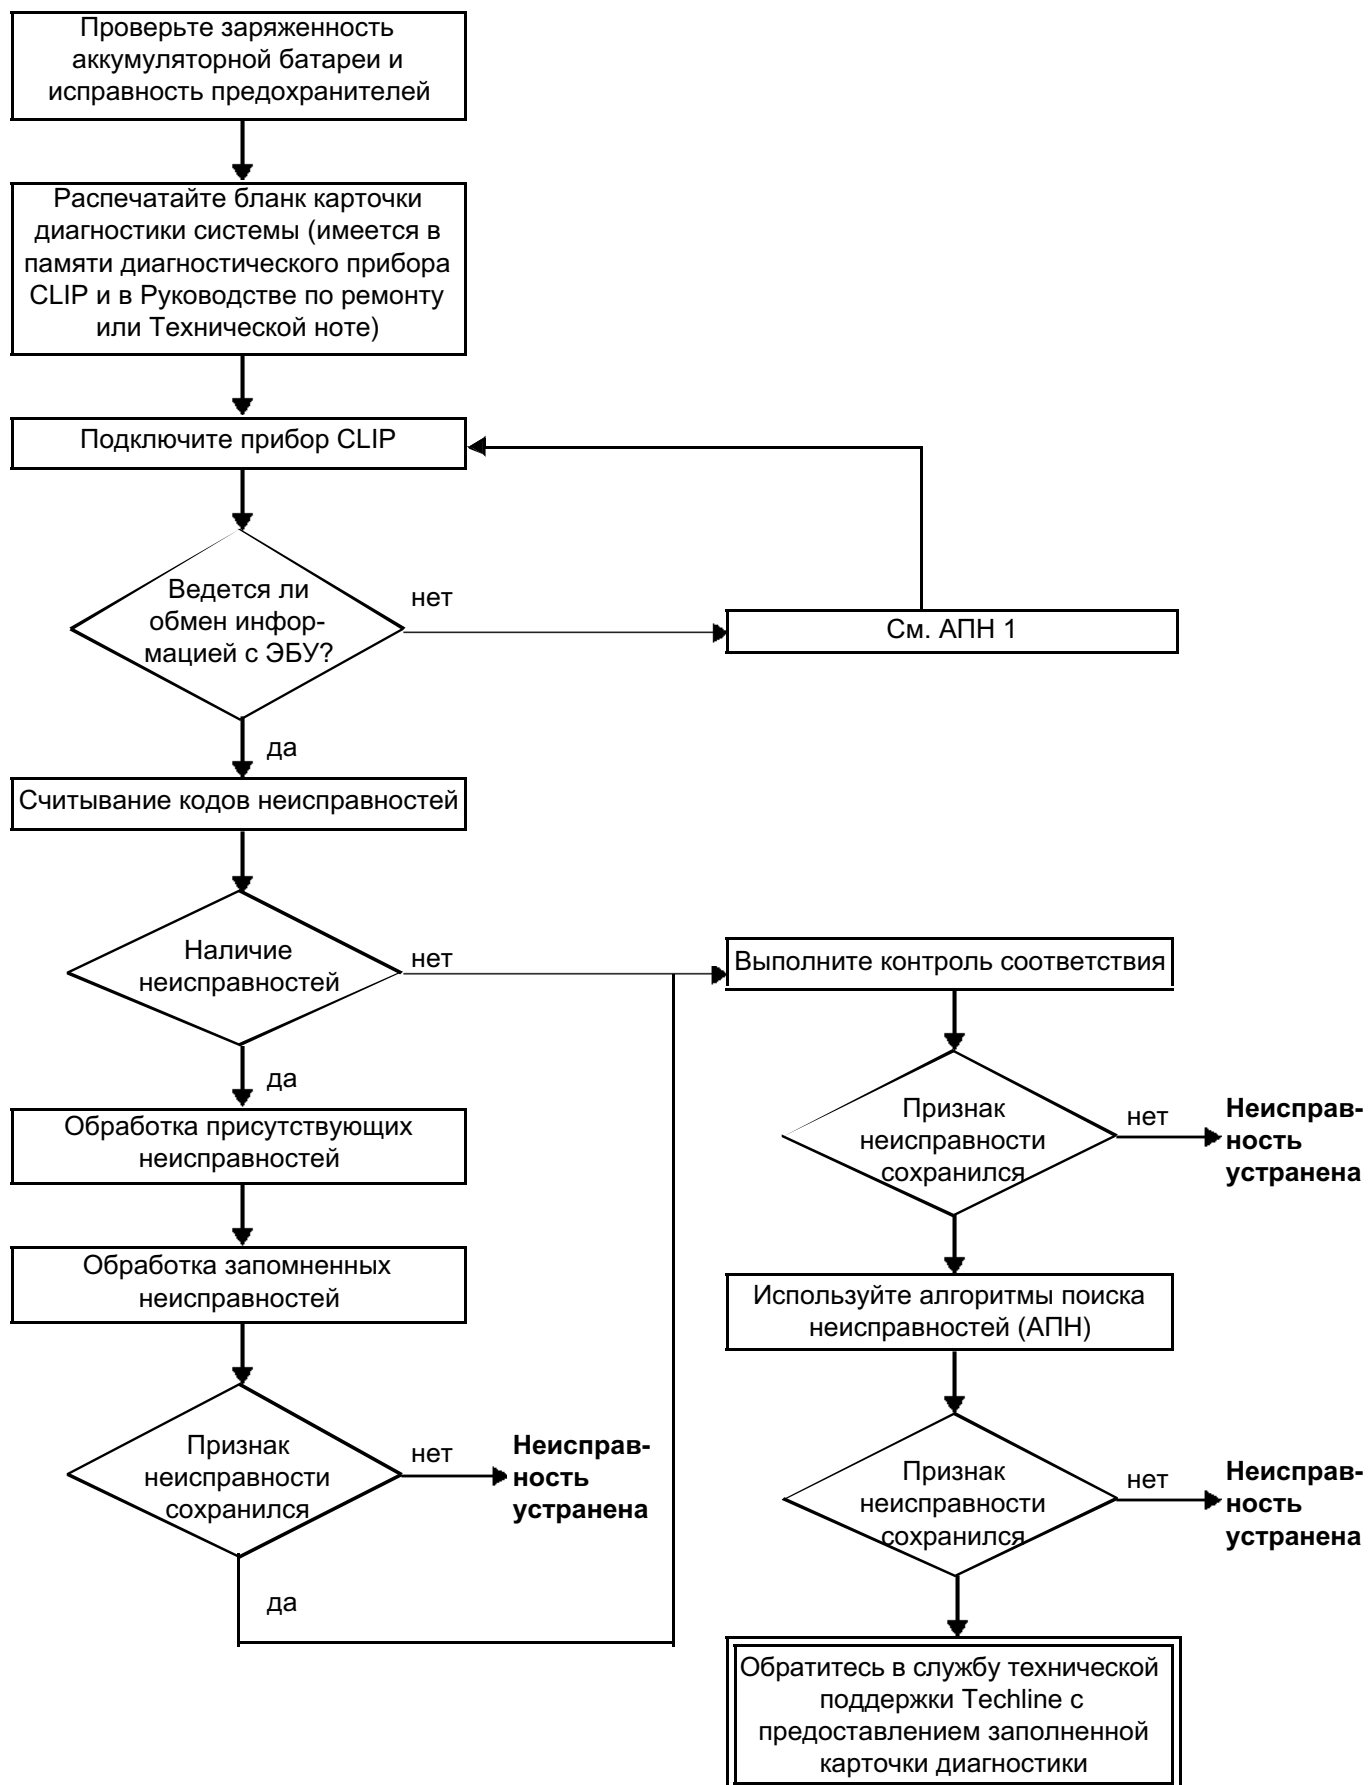 Проверьте заряженность
аккумуляторной батареи и
исправность предохранителей
Распечатайте бланк карточки
диагностики системы (имеется в
памяти диагностического прибора
CLIP и в Руководстве по ремонту
или Технической ноте)
Подключите прибор CLIP
Ведется ли
обмен инфор-
мацией с ЭБУ?
нет
См. АПН 1
да
Считывание кодов неисправностей
Наличие
неисправностей
нет
да
Обработка присутствующих
неисправностей
Обработка запомненных
неисправностей
Признак
неисправности
сохранился
нет
Неисправ-
ность
устранена
да
Выполните контроль соответствия
Признак
неисправности
сохранился
нет
Неисправ-
ность
устранена
Используйте алгоритмы поиска
неисправностей (АПН)
Признак
неисправности
сохранился
нет
Неисправ-
ность
устранена
Обратитесь в службу технической
поддержки Techline с
предоставлением заполненной
карточки диагностики